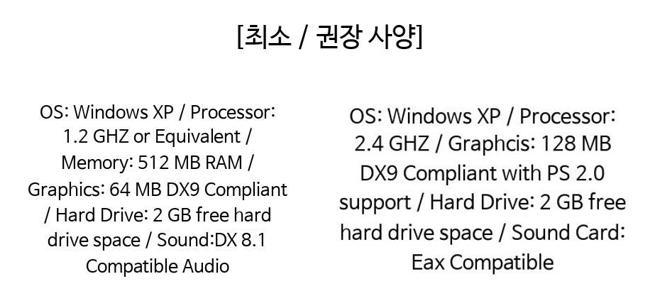 [최소 / 권장 사양]
OS: Windows XP / Processor:
1.2 GHZ or Equivalent /
Memory: 512 MB RAM /
Graphics: 64 MB DX9 Compliant
/ Hard Drive: 2 GB free hard
drive space / Sound:DX 8.1
Compatible Audio
OS: Windows XP / Processor:
2.4 GHZ / Graphcis: 128 MB
DX9 Compliant with PS 2.0
support / Hard Drive: 2 GB free
hard drive space / Sound Card:
Eax Compatible